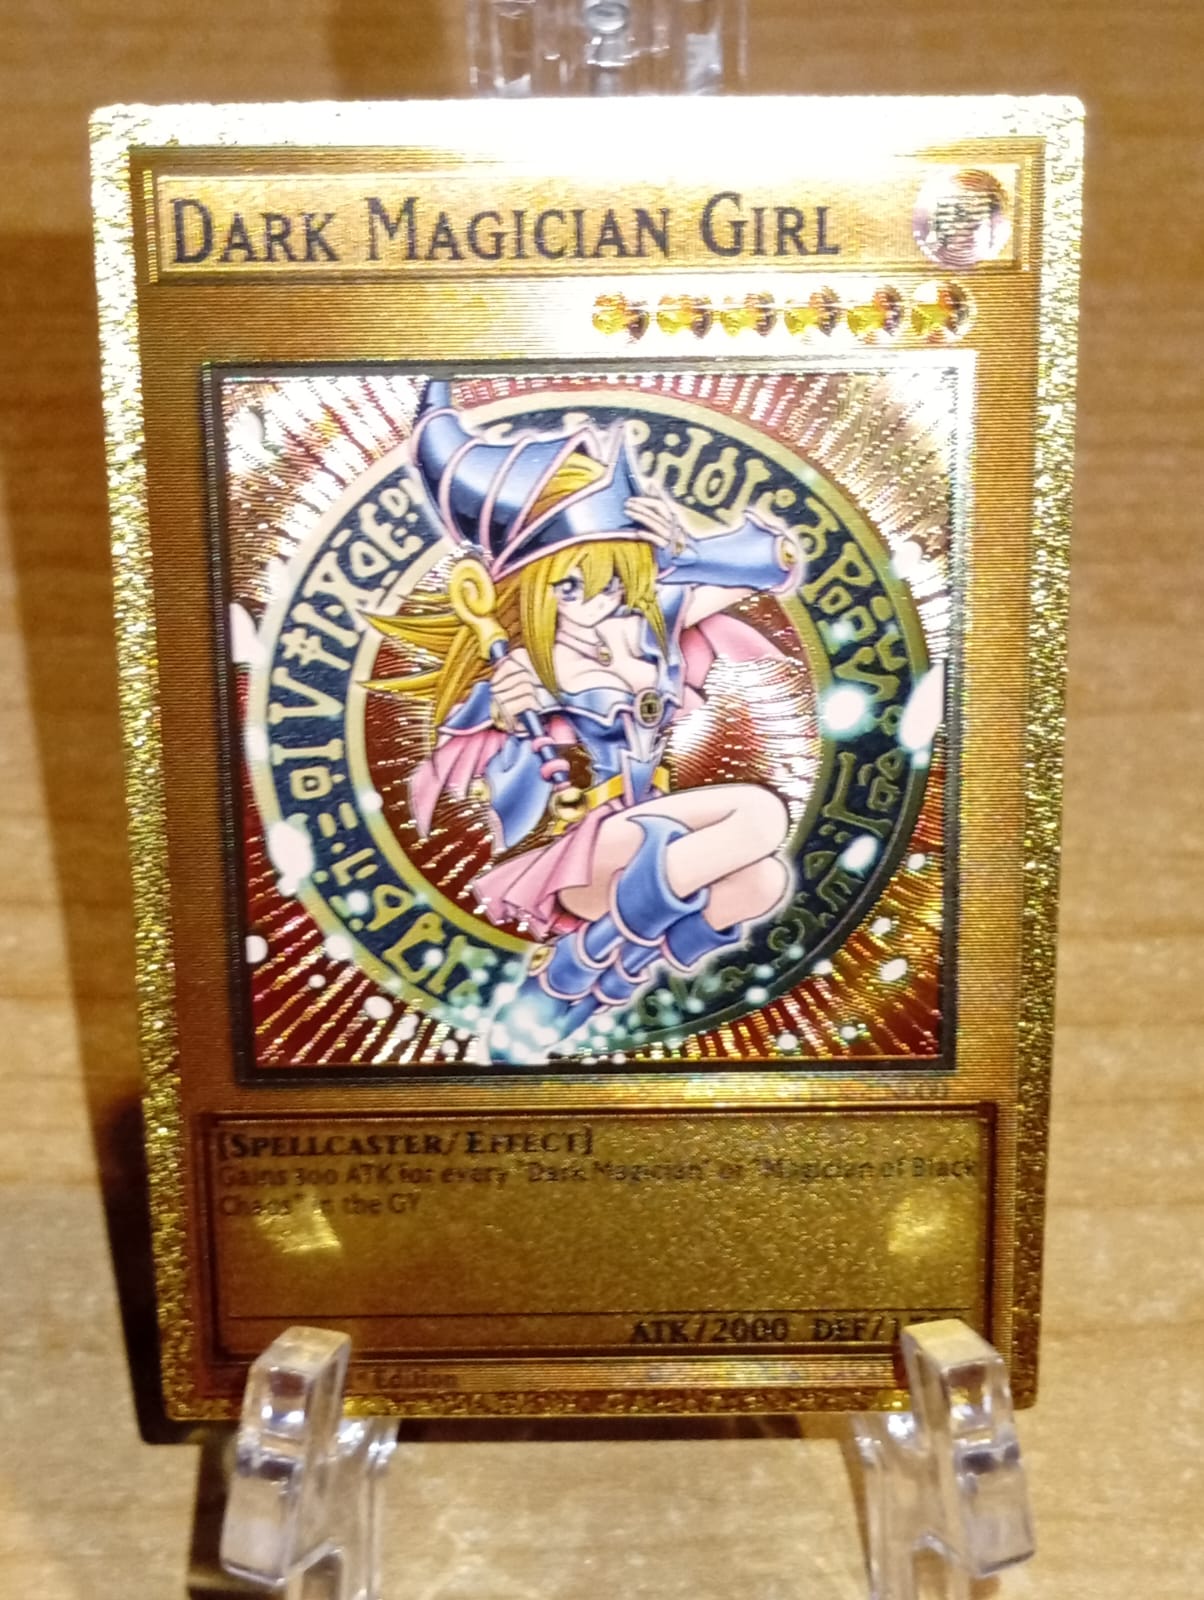 DARK MAGICIAN GIRL
[SPELLCASTER/EFFECT]
Gains 300 ATK for every "Dark Magician" or "Magician of Black
Chaos" in the GY
ATK/2000 DEF/17
Edition